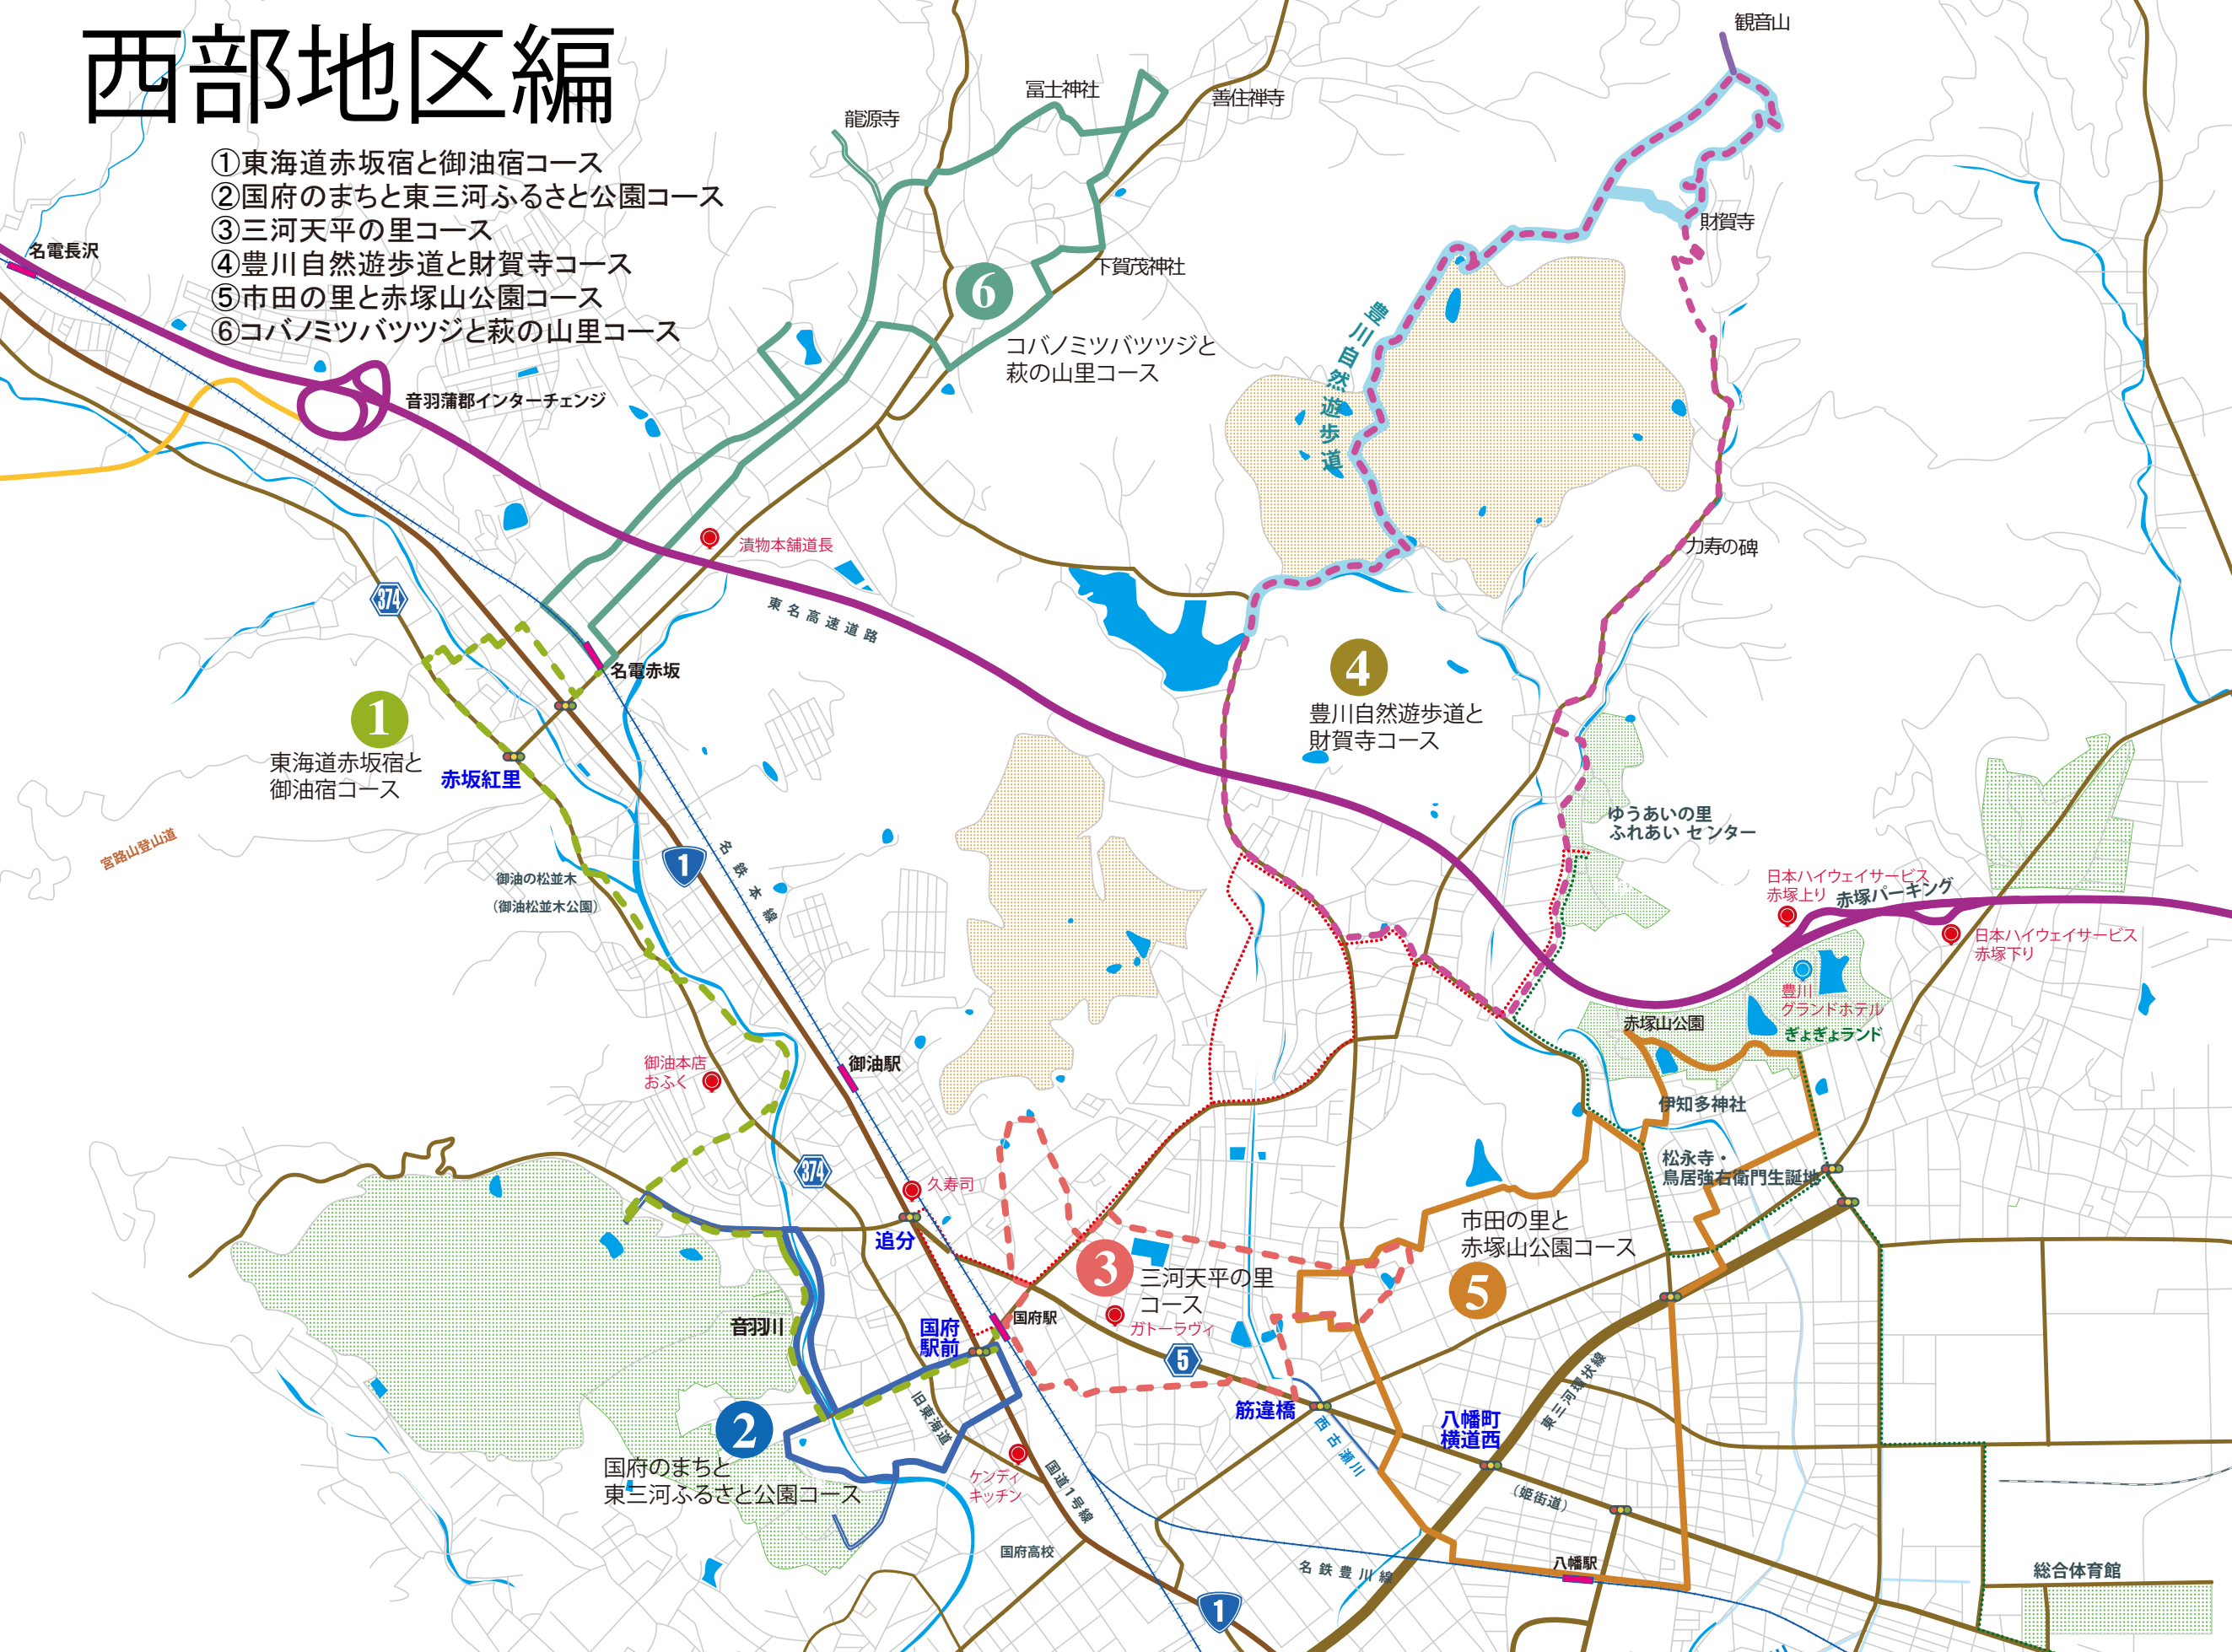 西部地区編
①東海道赤坂宿と御油宿コース
②国府のまちと東三河ふるさと公園コース
③三河天平の里コース
④豊川自然遊歩道と財賀寺コース
⑤市田の里と赤塚山公園コース
⑥コバノミツバツツジと萩の山里コース
観音山
冨士神社
善住禅寺
龍源寺
財賀寺
名電長沢
下賀茂神社
6
コバノミツバツツジと
萩の山里コース
豊川自然遊歩道
音羽蒲郡インターチェンジ
漬物本舗道長
力寿の碑
374
東名高速道路
名電赤坂
4
豊川自然遊歩道と
財賀寺コース
1
東海道赤坂宿と
御油宿コース
赤坂紅里
ゆうあいの里
ふれあい センター
宮路山登山道
1
名鉄本線
御油の松並木
（御油松並木公園）
日本ハイウェイサービス
赤塚上り
赤塚パーキング
日本ハイウェイサービス
赤塚下り
豊川
グランドホテル
ぎょぎょランド
赤塚山公園
御油駅
御油本店
おふく
伊知多神社
松永寺・
鳥居強右衛門生誕地
374
久寿司
追分
市田の里と
赤塚山公園コース
5
3
三河天平の里
コース
ガトーラヴィ
音羽川
国府
駅前
国府駅
5
東三河環状線
筋違橋
八幡町
横道西
西古瀬川
旧東海道
2
国府のまちと
東三河ふるさと公園コース
ケンディ
キッチン
国道1号線
（姫街道）
国府高校
名鉄豊川線
八幡駅
総合体育館
1
川